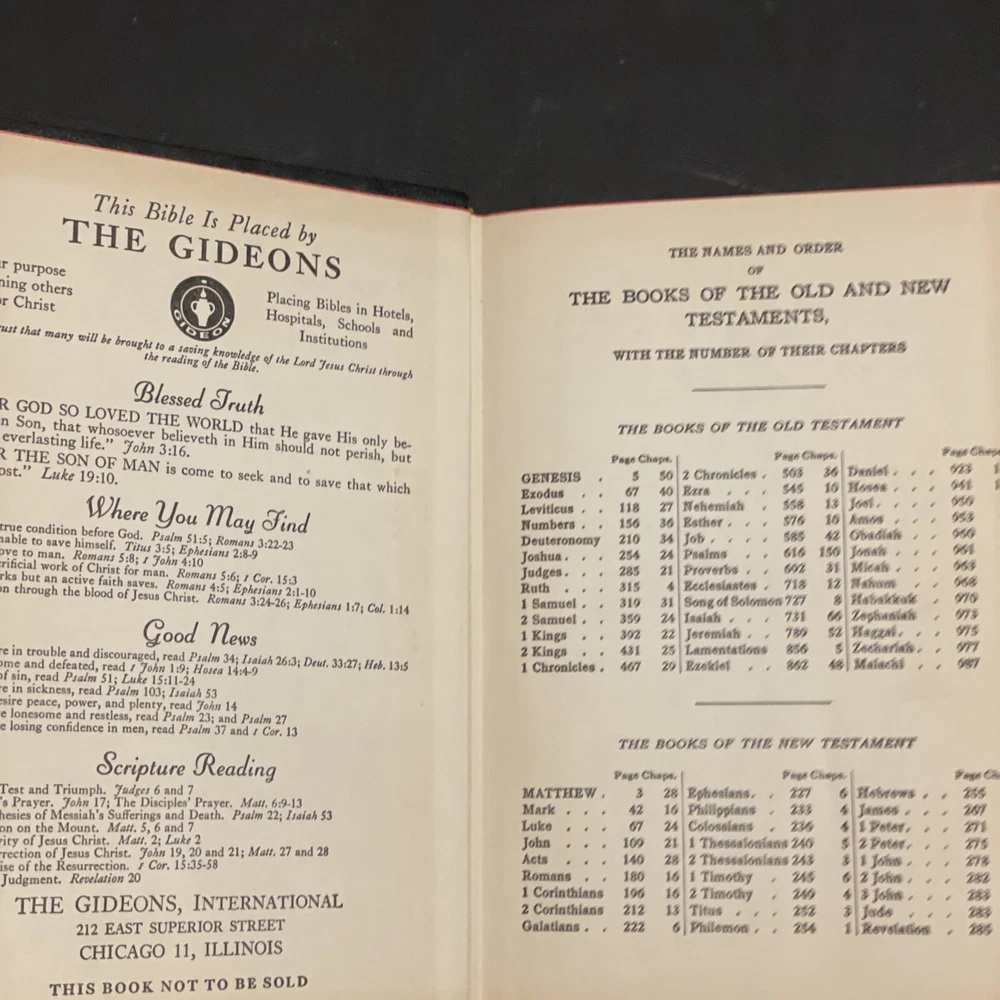 This Bible Is Placed by
THE GIDEONS
purpose
others
Christ
GIDEON
Placing Bibles in Hotels,
Hospitals, Schools and
Institutions
that many will be brought to a saving knowledge of the Lord Jesus Christ through
the reading of the Bible.
Blessed Truth
GOD SO LOVED THE WORLD that He gave His only be-
Son, that whosoever believeth in Him should not perish, but
everlasting life." John 3:16.
THE SON OF MAN is come to seek and to save that which
Luke 19:10.
Where You May Find
true condition before God. Psalm 51:5; Romans 3:22-23
to save himself. Titus 3:5; Ephesians 2:8-9
to man. Romans 5:8; 1 John 4:10
work of Christ for man. Romans 5:6; 1 Cor. 15:3
but an active faith saves. Romans 4:5; Ephesians 2:1-10
through the blood of Jesus Christ. Romans 3:24-26; Ephesians 1:7; Col. 1:14
Good News
in trouble and discouraged, read Psalm 34; Isaiah 26:3; Deut. 33:27; Heb. 13:5
and defeated, read 1 John 1:9; Hosea 14:4-9
of sin, read Psalm 51; Luke 15:11-24
in sickness, read Psalm 103; Isaiah 53
peace, power, and plenty, read John 14
lonesome and restless, read Psalm 23; and Psalm 27
losing confidence in men, read Psalm 37 and 1 Cor. 13
Scripture Reading
Test and Triumph. Judges 6 and 7
Prayer. John 17; The Disciples' Prayer. Matt. 6:9-13
of Messiah's Sufferings and Death. Psalm 22; Isaiah 53
on the Mount. Matt. 5, 6 and 7
of Jesus Christ. Matt. 2; Luke 2
of Jesus Christ. John 19, 20 and 21; Matt. 27 and 28
of the Resurrection. 1 Cor. 15:35-58
Judgment. Revelation 20
THE GIDEONS, INTERNATIONAL
212 EAST SUPERIOR STREET
CHICAGO 11, ILLINOIS
THIS BOOK NOT TO BE SOLD
THE NAMES AND ORDER
OF
THE BOOKS OF THE OLD AND NEW
TESTAMENTS,
WITH THE NUMBER OF THEIR CHAPTERS
THE BOOKS OF THE OLD TESTAMENT
Page Chaps. Page Chaps. Page Chaps.
GENESIS . 5 50 2 Chronicles . 503 36 Daniel . . . 923
Exodus . . 67 40 Ezra . . . 545 10 Hosea . . . 941
Leviticus . . 118 27 Nehemiah . 558 13 Joel . . . 950
Numbers . . 156 36 Esther . . . 576 10 Amos . . . 953
Deuteronomy 210 34 Job . . . 585 42 Obadiah . . 960
Joshua . . . 254 24 Psalms . . 616 150 Jonah . . . 961
Judges . . . 285 21 Proverbs . . 692 31 Micah . . . 963
Ruth . . . 315 4 Ecclesiastes . 718 12 Nahum . . 968
1 Samuel . . 319 31 Song of Solomon 727 8 Habakkuk . 970
2 Samuel . . 359 24 Isaiah . . . 731 66 Zephaniah . 973
1 Kings . . 392 22 Jeremiah . . 789 52 Haggai . . . 975
2 Kings . . 431 25 Lamentations 856 5 Zechariah . . 977
1 Chronicles . 467 29 Ezekiel . . 862 48 Malachi . . 987
THE BOOKS OF THE NEW TESTAMENT
Page Chaps. Page Chaps. Page
MATTHEW . 3 28 Ephesians . . 227 6 Hebrews . . 255
Mark . . . 42 16 Philippians . 233 4 James . . . 267
Luke . . . 67 24 Colossians . 236 4 1 Peter . . . 271
John . . . 109 21 1 Thessalonians 240 5 2 Peter . . . 275
Acts . . . 140 28 2 Thessalonians 243 3 1 John . . . 278
Romans . . 180 16 1 Timothy . . 245 6 2 John . . . 282
1 Corinthians 196 16 2 Timothy . . 249 4 3 John . . . 283
2 Corinthians 212 13 Titus . . . 252 3 Jude . . . 283
Galatians . . 222 6 Philemon . . 254 1 Revelation . 285